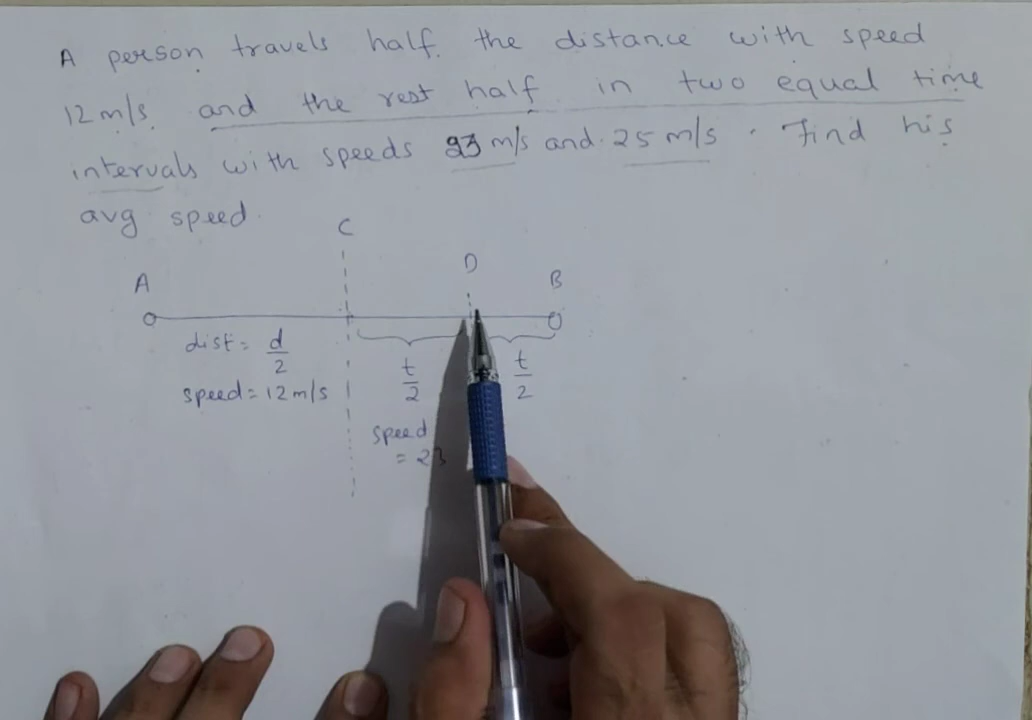 A person travels half the distance with speed
12 m/s and the rest half in two equal time
intervals with speeds 23 m/s and 25 m/s. Find his
avg speed.
C
D
A
B
dist = d/2
t/2
t/2
speed = 12 m/s
speed
= 23